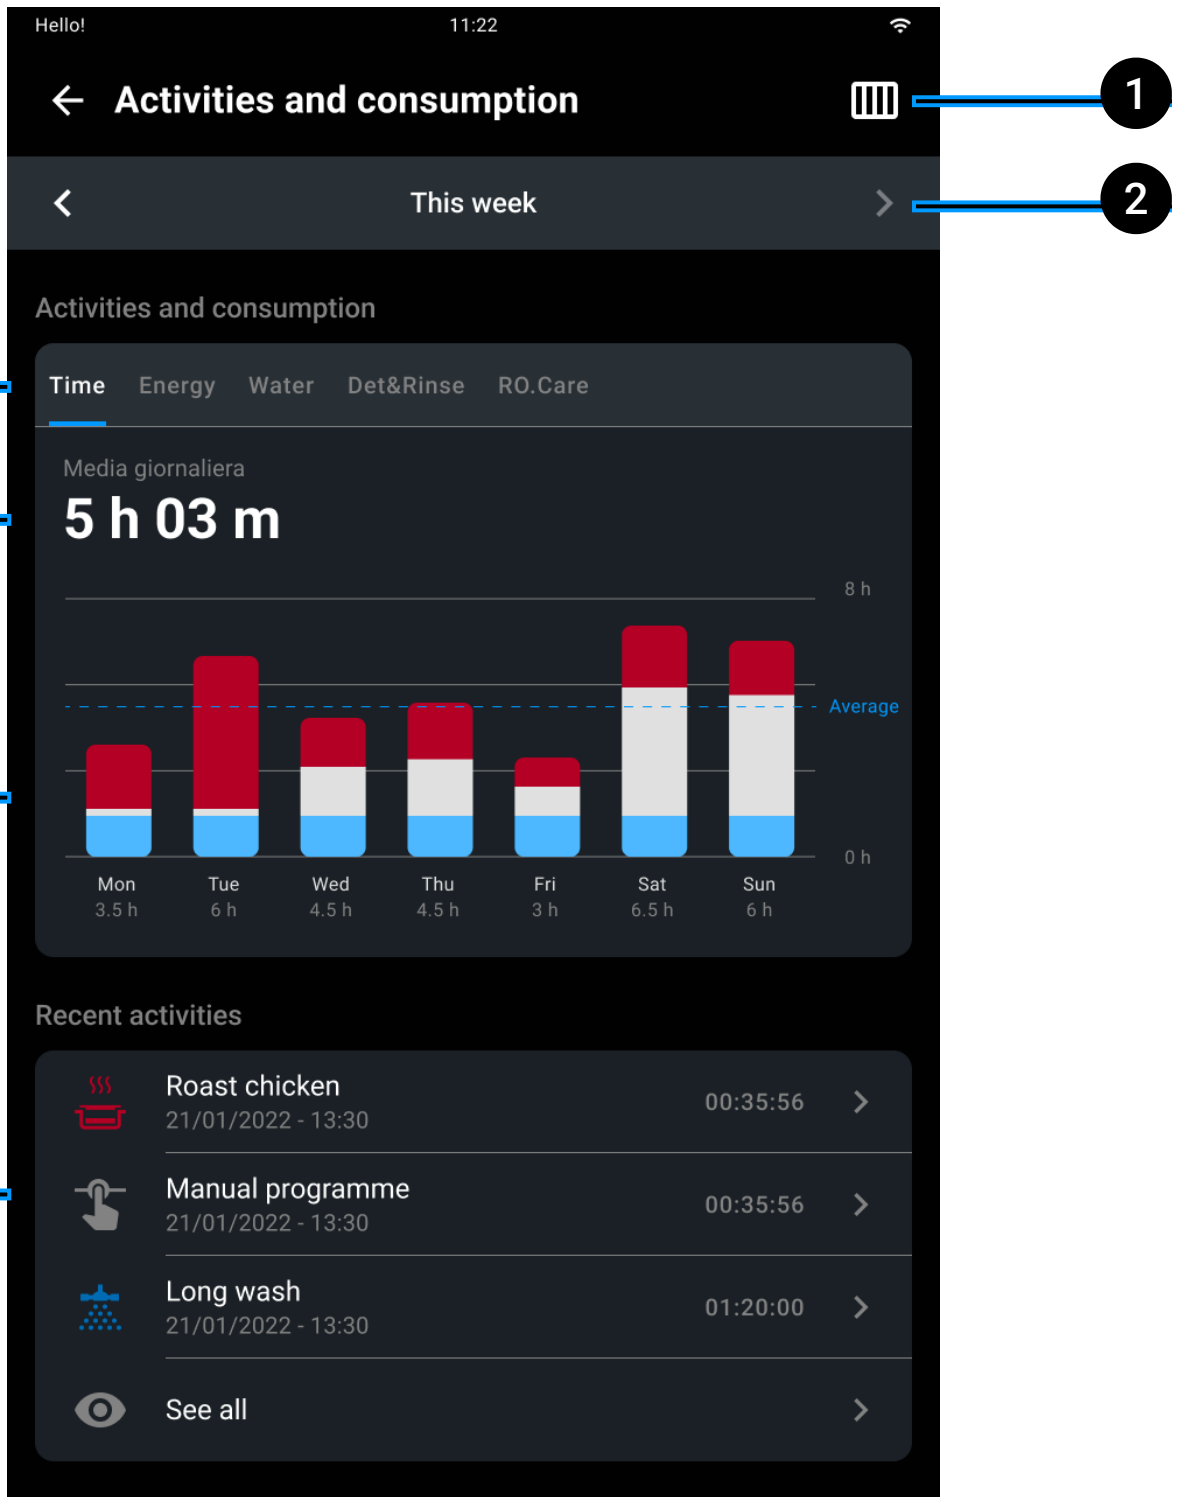 Hello!
11:22
Activities and consumption
1
This week
2
Activities and consumption
Time Energy Water Det&Rinse RO.Care
Media giornaliera
5 h 03 m
8 h
Average
0 h
Mon Tue Wed Thu Fri Sat Sun
3.5 h 6 h 4.5 h 4.5 h 3 h 6.5 h 6 h
Recent activities
Roast chicken
21/01/2022 - 13:30
00:35:56
Manual programme
21/01/2022 - 13:30
00:35:56
Long wash
21/01/2022 - 13:30
01:20:00
See all